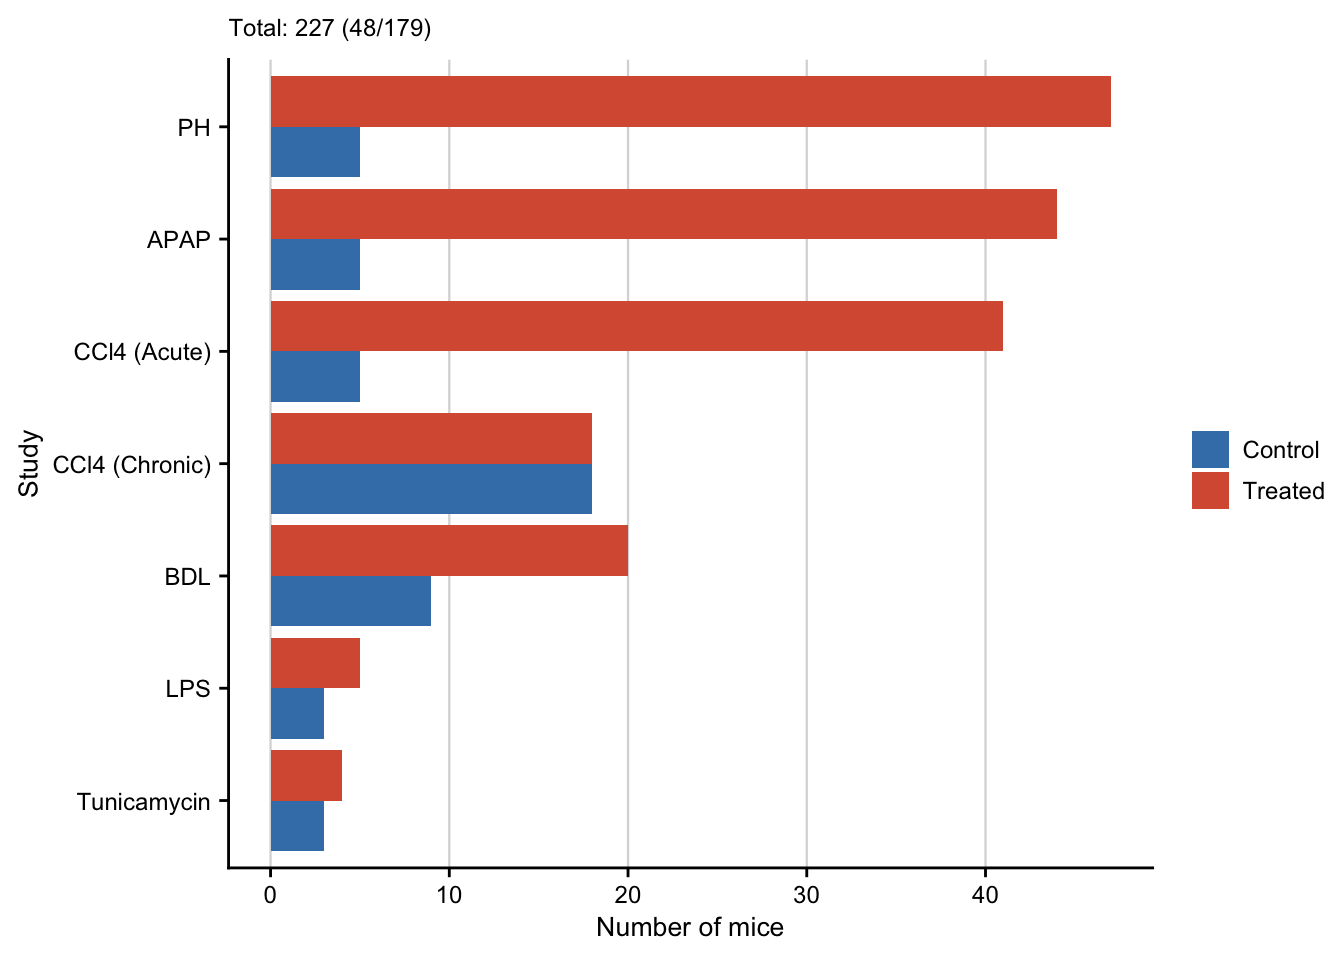 Total: 227 (48/179)
PH
APAP
CCl4 (Acute)
CCl4 (Chronic)
BDL
LPS
Tunicamycin
Study
0 10 20 30 40
Number of mice
Control
Treated